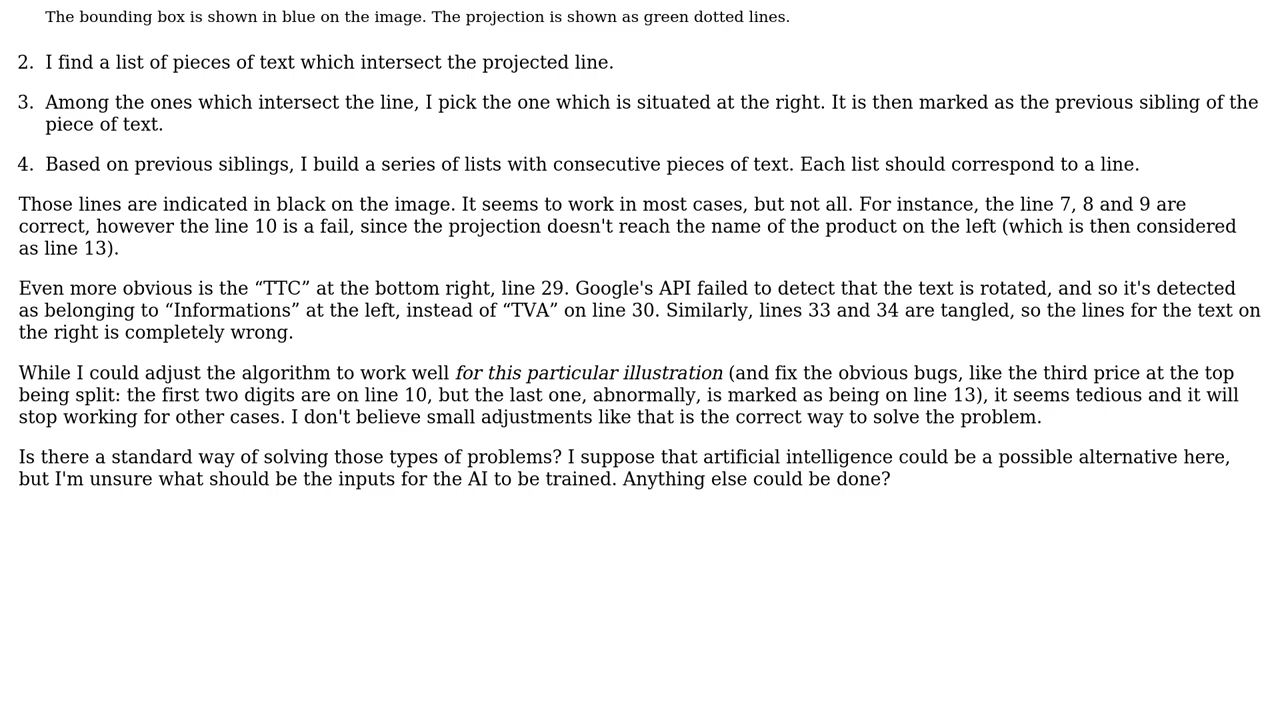 The bounding box is shown in blue on the image. The projection is shown as green dotted lines.
2. I find a list of pieces of text which intersect the projected line.
3. Among the ones which intersect the line, I pick the one which is situated at the right. It is then marked as the previous sibling of the
piece of text.
4. Based on previous siblings, I build a series of lists with consecutive pieces of text. Each list should correspond to a line.
Those lines are indicated in black on the image. It seems to work in most cases, but not all. For instance, the line 7, 8 and 9 are
correct, however the line 10 is a fail, since the projection doesn't reach the name of the product on the left (which is then considered
as line 13).
Even more obvious is the “TTC” at the bottom right, line 29. Google's API failed to detect that the text is rotated, and so it's detected
as belonging to “Informations” at the left, instead of “TVA” on line 30. Similarly, lines 33 and 34 are tangled, so the lines for the text on
the right is completely wrong.
While I could adjust the algorithm to work well for this particular illustration (and fix the obvious bugs, like the third price at the top
being split: the first two digits are on line 10, but the last one, abnormally, is marked as being on line 13), it seems tedious and it will
stop working for other cases. I don't believe small adjustments like that is the correct way to solve the problem.
Is there a standard way of solving those types of problems? I suppose that artificial intelligence could be a possible alternative here,
but I'm unsure what should be the inputs for the AI to be trained. Anything else could be done?